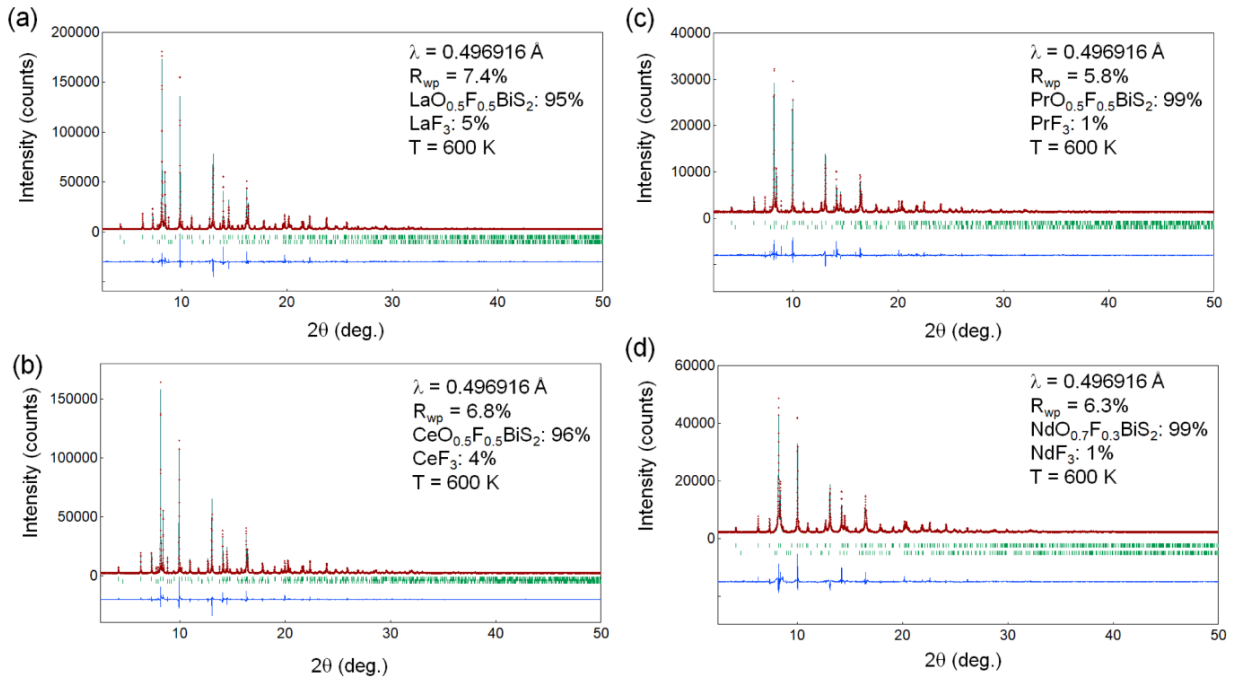 (a)
200000
150000
100000
50000
0
Intensity (counts)
λ = 0.496916 Å
Rwp = 7.4%
LaO0.5F0.5BiS2: 95%
LaF3: 5%
T = 600 K
10 20 30 40 50
2θ (deg.)
(b)
150000
100000
50000
0
Intensity (counts)
λ = 0.496916 Å
Rwp = 6.8%
CeO0.5F0.5BiS2: 96%
CeF3: 4%
T = 600 K
10 20 30 40 50
2θ (deg.)
(c)
40000
30000
20000
10000
0
Intensity (counts)
λ = 0.496916 Å
Rwp = 5.8%
PrO0.5F0.5BiS2: 99%
PrF3: 1%
T = 600 K
10 20 30 40 50
2θ (deg.)
(d)
60000
40000
20000
0
Intensity (counts)
λ = 0.496916 Å
Rwp = 6.3%
NdO0.7F0.3BiS2: 99%
NdF3: 1%
T = 600 K
10 20 30 40 50
2θ (deg.)